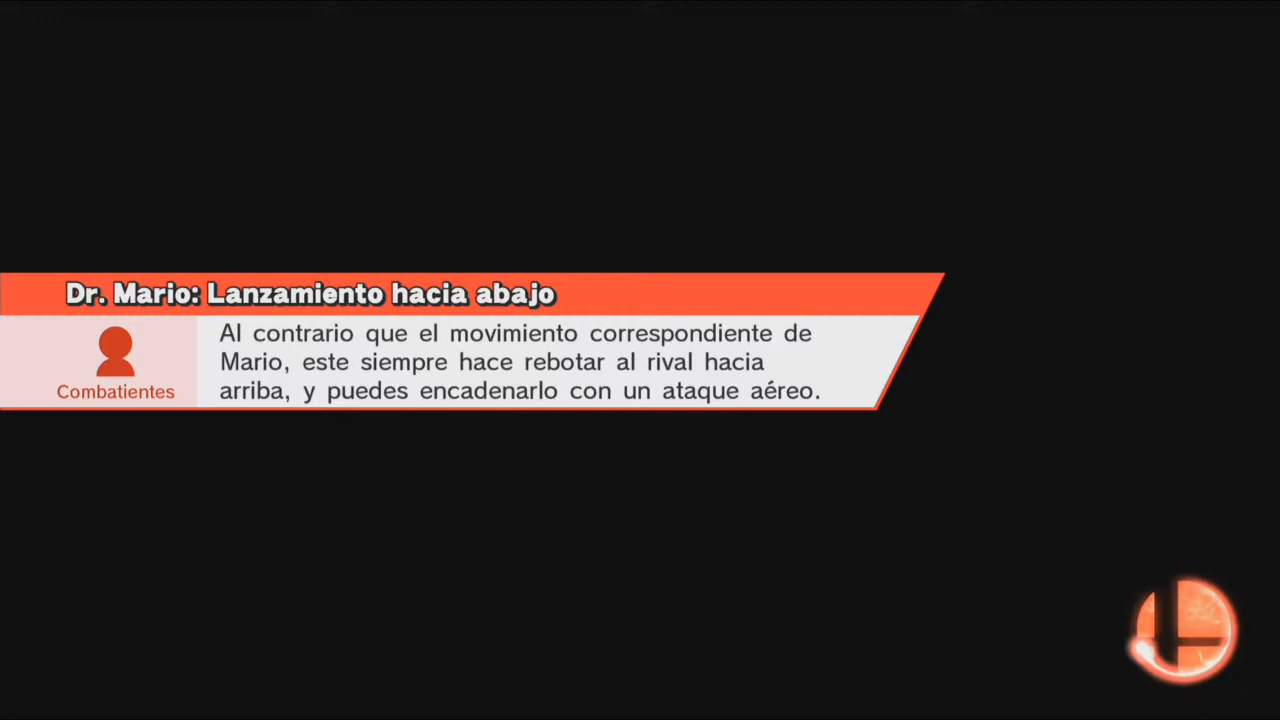 Dr. Mario: Lanzamiento hacia abajo
Combatientes
Al contrario que el movimiento correspondiente de
Mario, este siempre hace rebotar al rival hacia
arriba, y puedes encadenarlo con un ataque aéreo.